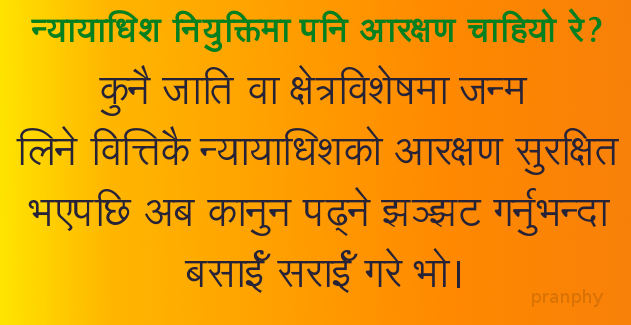 न्यायाधिश नियुक्तिमा पनि आरक्षण चाहियो रे?
कुनै जाति वा क्षेत्रविशेषमा जन्म
लिने वित्तिकै न्यायाधिशको आरक्षण सुरक्षित
भएपछि अब कानुन पढ्ने झञ्झट गर्नुभन्दा
बसाईँ सराईँ गरे भो।
pranphy